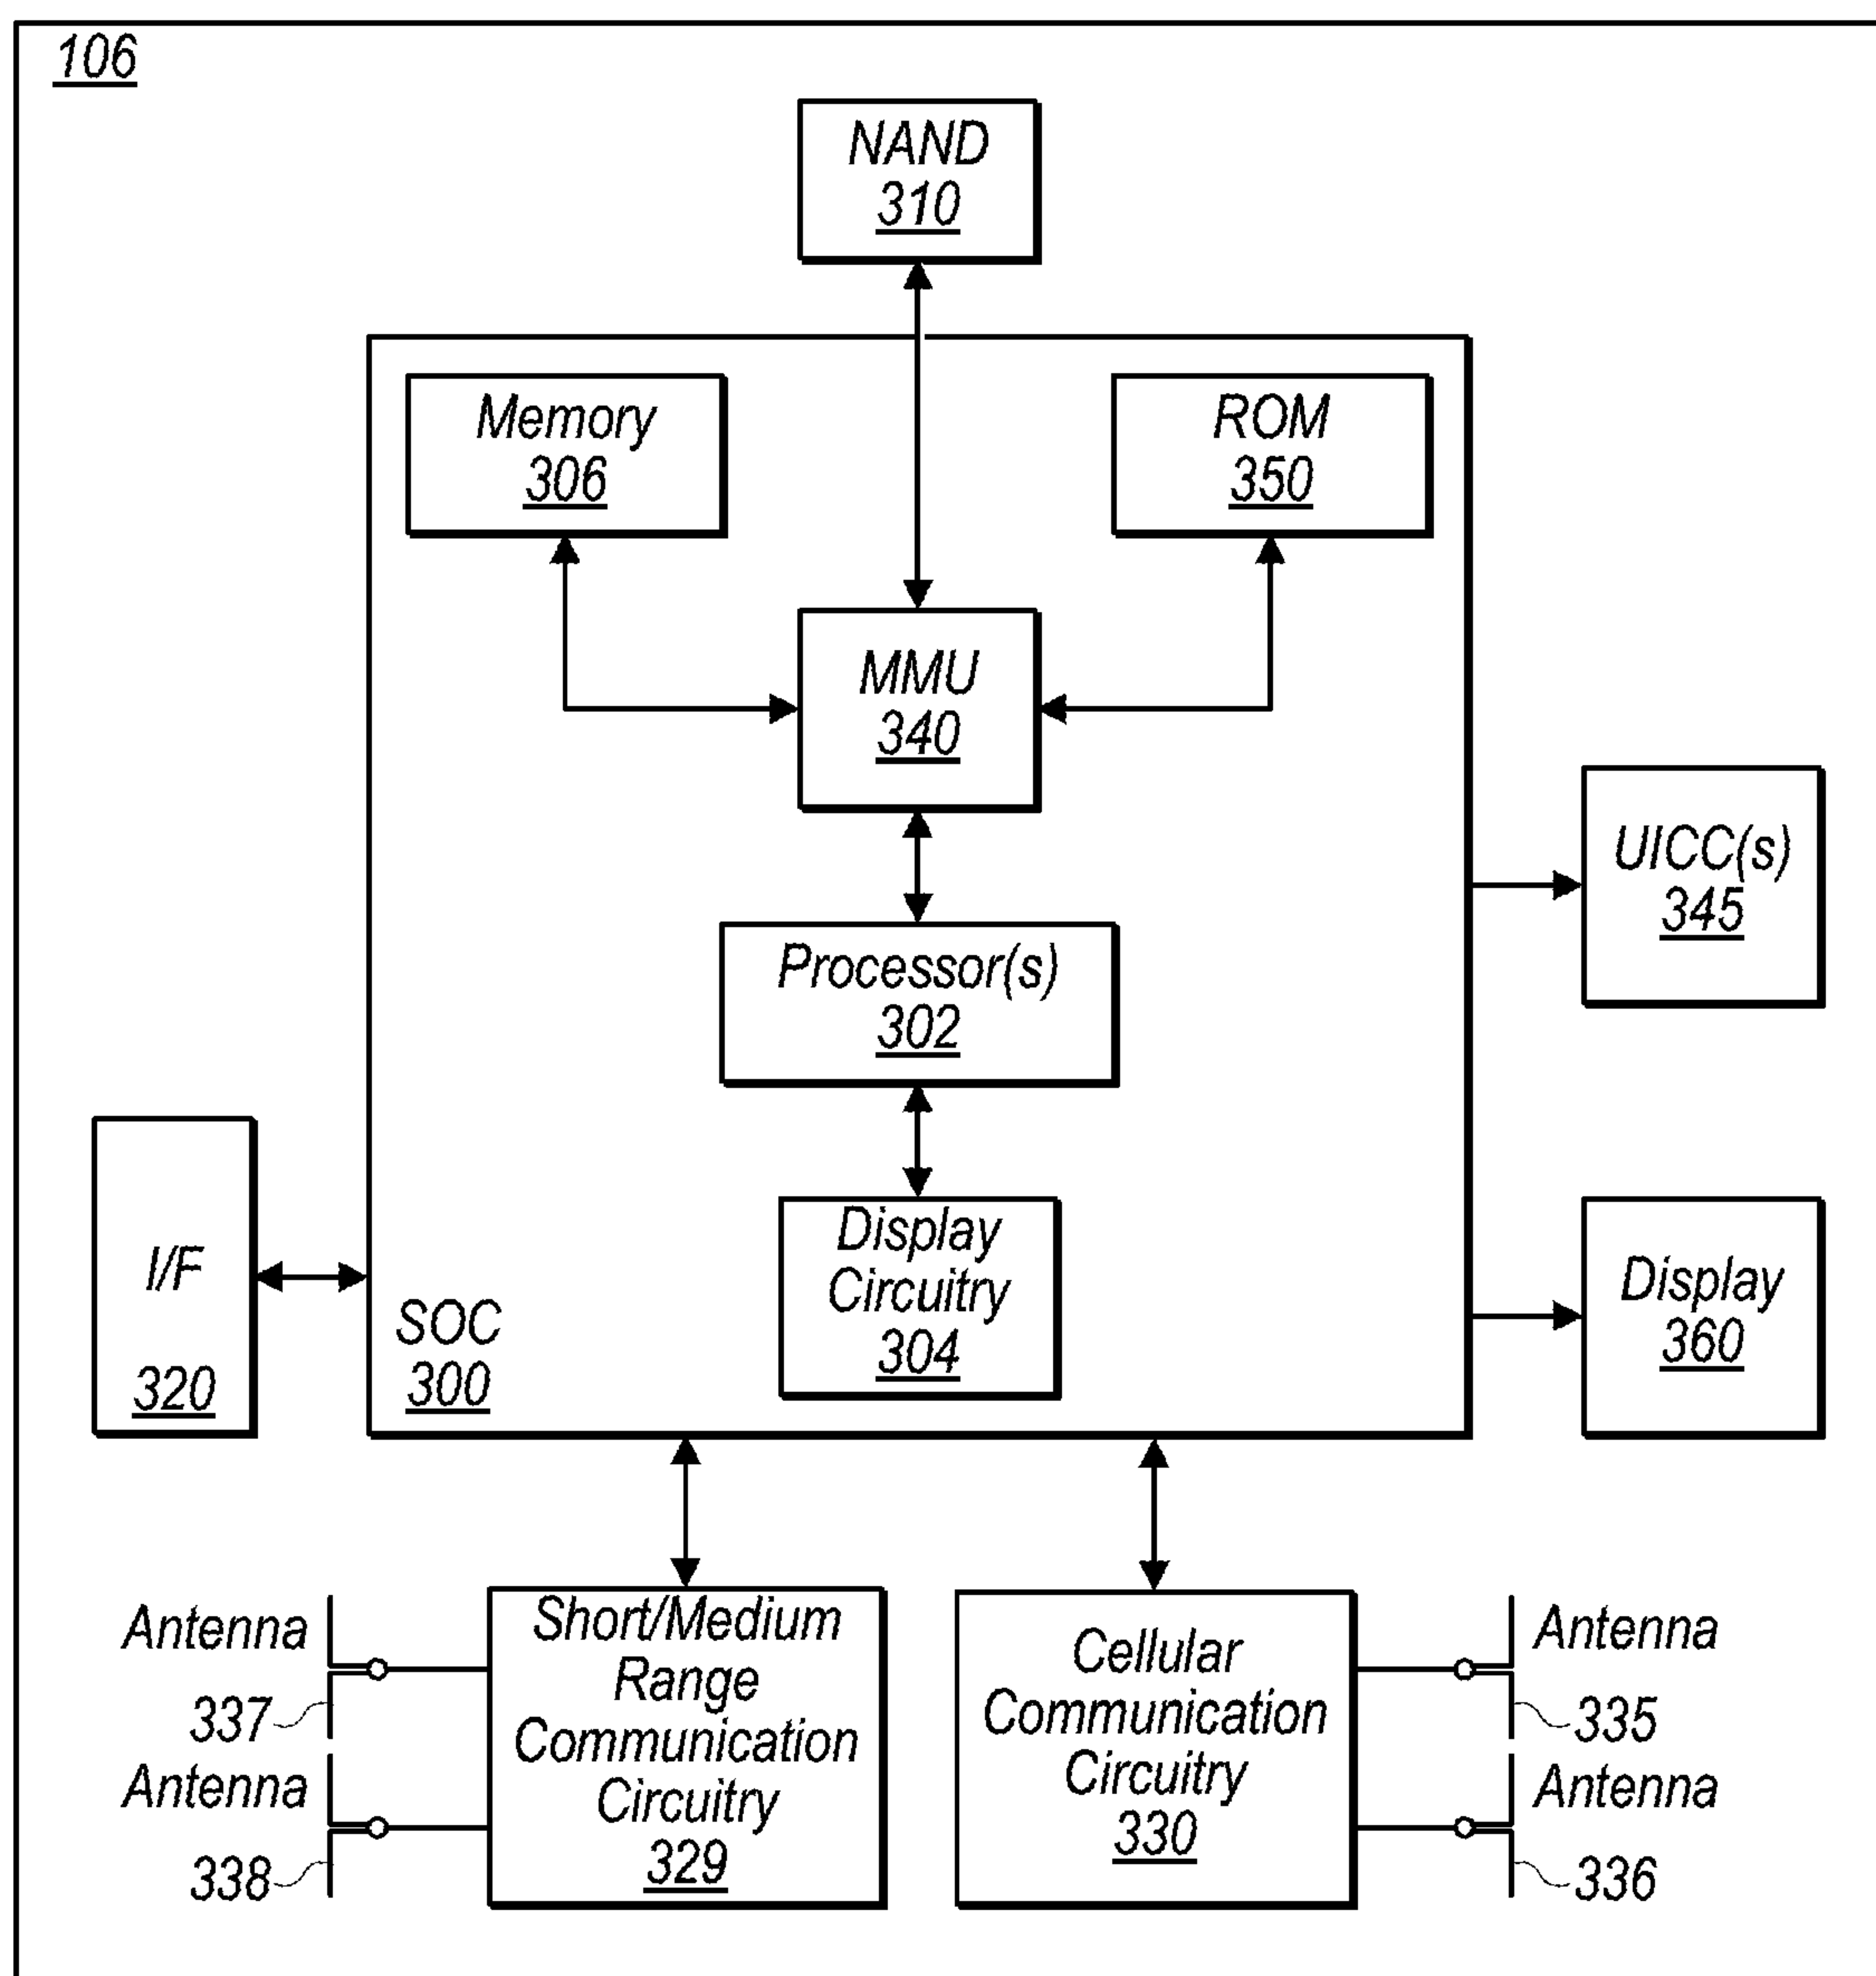 106
NAND
310
Memory
306
ROM
350
MMU
340
UICC(s)
345
Processor(s)
302
Display
Circuitry
304
I/F
320
SOC
300
Display
360
Antenna
337
Antenna
338
Short/Medium
Range
Communication
Circuitry
329
Cellular
Communication
Circuitry
330
Antenna
335
Antenna
336